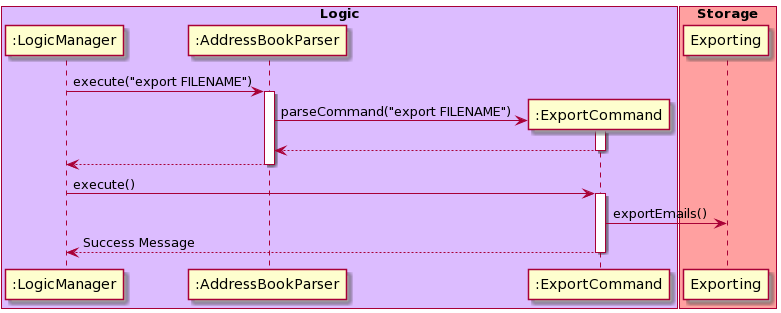 Logic
Storage
:LogicManager
:AddressBookParser
Exporting
execute("export FILENAME")
parseCommand("export FILENAME")
:ExportCommand
execute()
exportEmails()
Success Message
:LogicManager
:AddressBookParser
:ExportCommand
Exporting